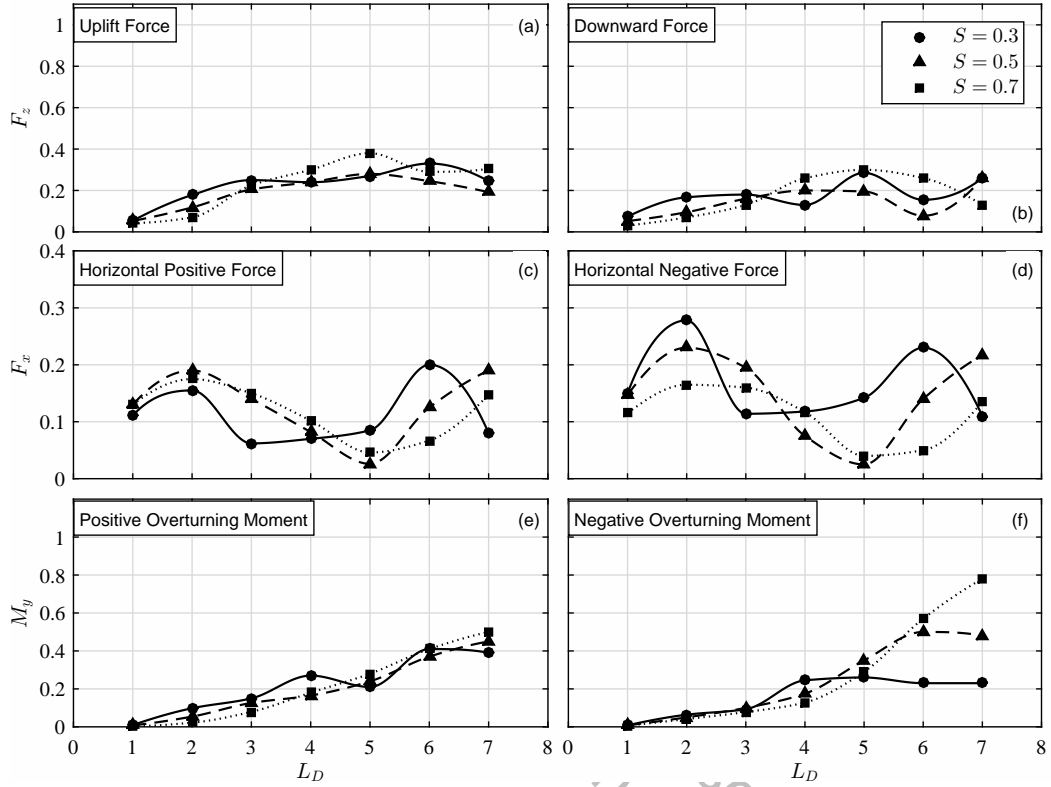 Uplift Force
(a)
Downward Force
S = 0.3
S = 0.5
S = 0.7
(b)
F_z
1
0.8
0.6
0.4
0.2
0
Horizontal Positive Force
(c)
Horizontal Negative Force
(d)
F_x
0.4
0.3
0.2
0.1
0
Positive Overturning Moment
(e)
Negative Overturning Moment
(f)
M_y
1
0.8
0.6
0.4
0.2
0
0 1 2 3 4 5 6 7 8
0 1 2 3 4 5 6 7 8
L_D
L_D